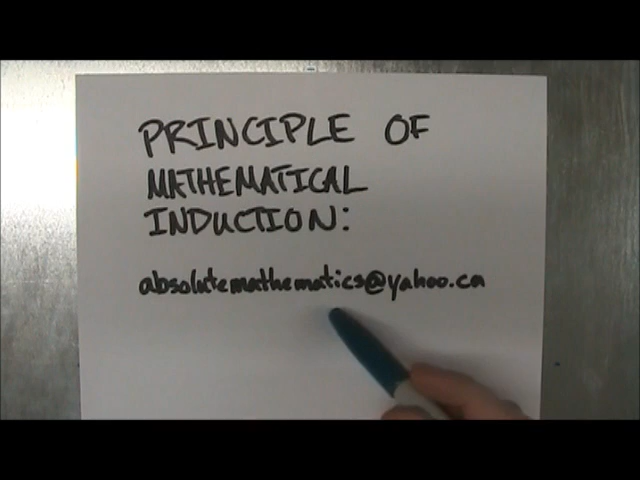 PRINCIPLE OF
MATHEMATICAL
INDUCTION:
absolutemathematics@yahoo.ca